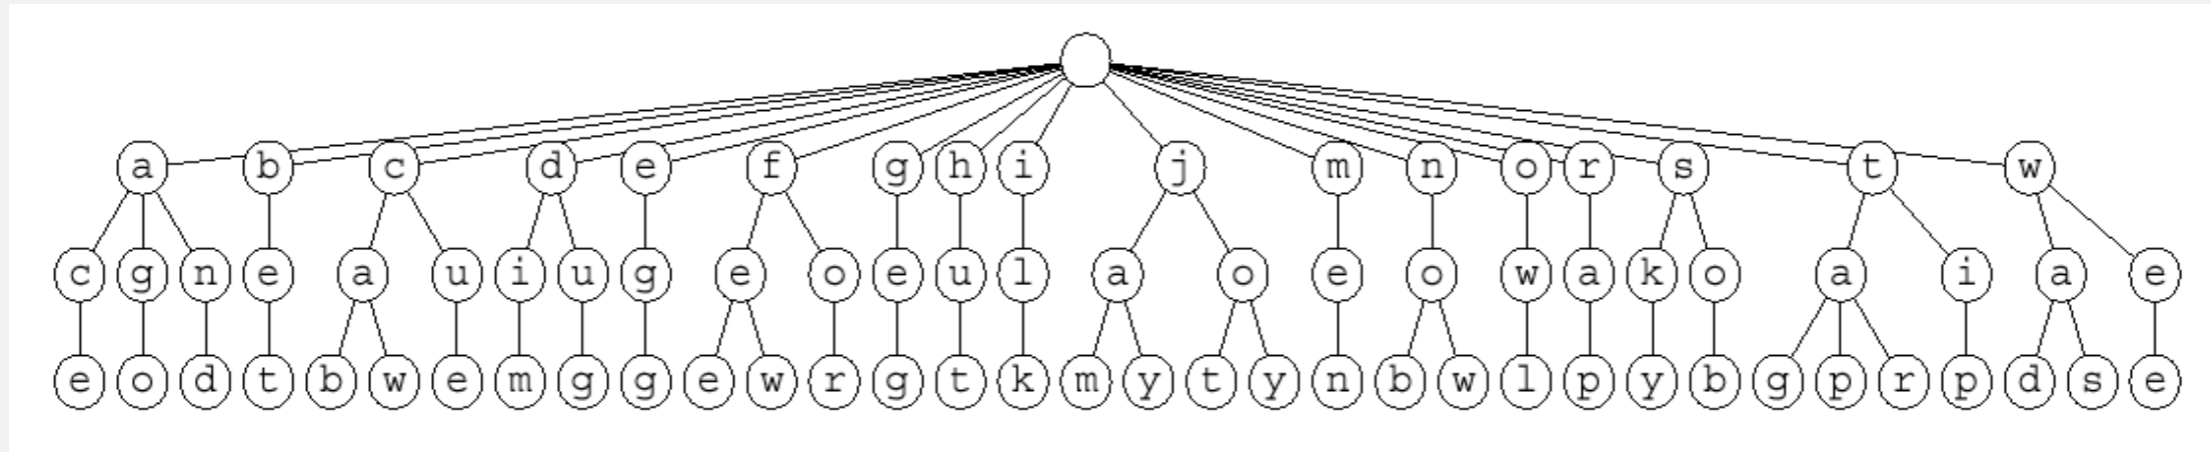 a b c d e f g h i j m n o r s t w
c g n e a u i u g e o e u l a o e o w a k o a i a e
e o d t b w e m g g e w r g t k m y t y n b w l p y b g p r p d s e